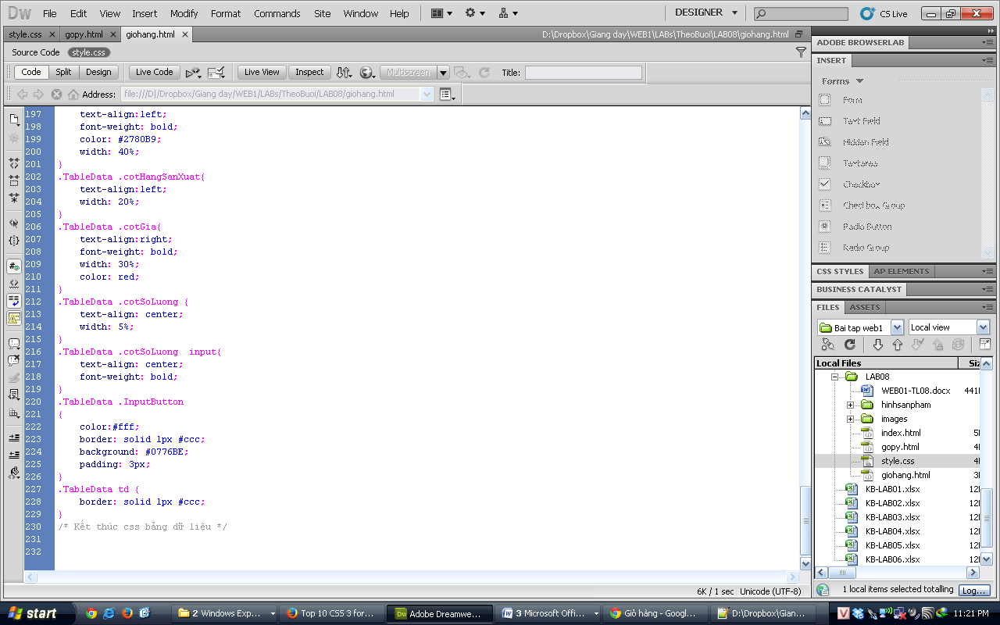 Dw File Edit View Insert Modify Format Commands Site Window Help DESIGNER CS Live
style.css gopy.html giohang.html D:\Dropbox\Giang day\WEB1\LABs\TheoBuoi\LAB08\giohang.html
Source Code style.css
Code Split Design Live Code Live View Inspect Multiscreen Title:
Address: file:///D|/Dropbox/Giang day/WEB1/LABs/TheoBuoi/LAB08/giohang.html
197 text-align:left;
198 font-weight: bold;
199 color: #2780B9;
200 width: 40%;
201 }
202 .TableData .cotHangSanXuat{
203 text-align:left;
204 width: 20%;
205 }
206 .TableData .cotGia{
207 text-align:right;
208 font-weight: bold;
209 width: 30%;
210 color: red;
211 }
212 .TableData .cotSoLuong {
213 text-align: center;
214 width: 5%;
215 }
216 .TableData .cotSoLuong  input{
217 text-align: center;
218 font-weight: bold;
219 }
220 .TableData .InputButton
221 {
222 color:#fff;
223 border: solid 1px #ccc;
224 background: #0776BE;
225 padding: 3px;
226 }
227 .TableData td {
228 border: solid 1px #ccc;
229 }
230 /* Kết thúc css bảng dữ liệu */
231
232
6K / 1 sec Unicode (UTF-8)
ADOBE BROWSERLAB
INSERT
Forms
Form
Text Field
Hidden Field
Textarea
Checkbox
Checkbox Group
Radio Button
Radio Group
CSS STYLES AP ELEMENTS
BUSINESS CATALYST
FILES ASSETS
Bai tap web1 Local view
Local Files Siz
LAB08
WEB01-TL08.docx 441
hinhsanpham
images
index.html 5
gopy.html 4
style.css 4
giohang.html 3
KB-LAB01.xlsx 12
KB-LAB02.xlsx 12
KB-LAB03.xlsx 12
KB-LAB04.xlsx 12
KB-LAB05.xlsx 12
KB-LAB06.xlsx 12
1 local items selected totalling Log...
start 2 Windows Exp... Top 10 CSS 3 for... Adobe Dreamwe... 3 Microsoft Offi... Giỏ hàng - Googl... D:\Dropbox\Gian... 11:21 PM